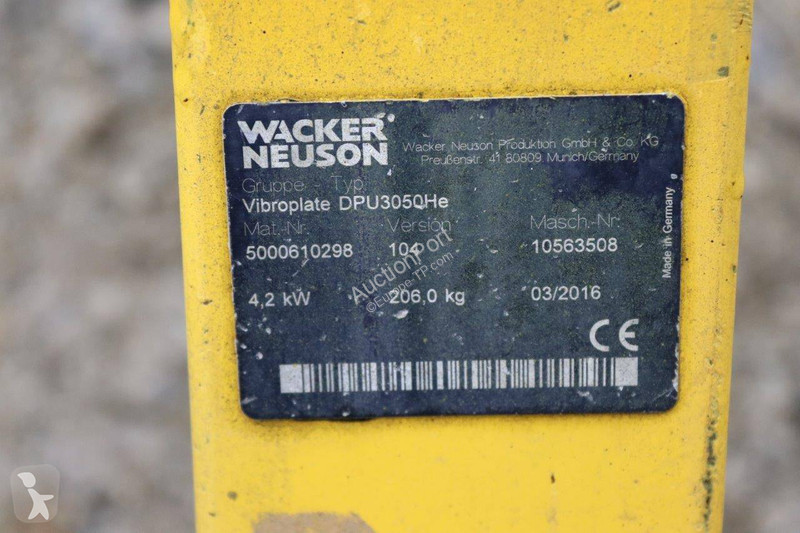 WACKER
NEUSON
Wacker Neuson Produktion GmbH & Co. KG
Preußenstr. 41 80809 Munich/Germany
Gruppe - Typ
Vibroplate DPU3050He
Mat.-Nr. Version Masch.-Nr.
5000610298 104 10563508
4,2 kW 206,0 kg 03/2016
Made in Germany
CE
AuctionPort
©Europe-TP.com